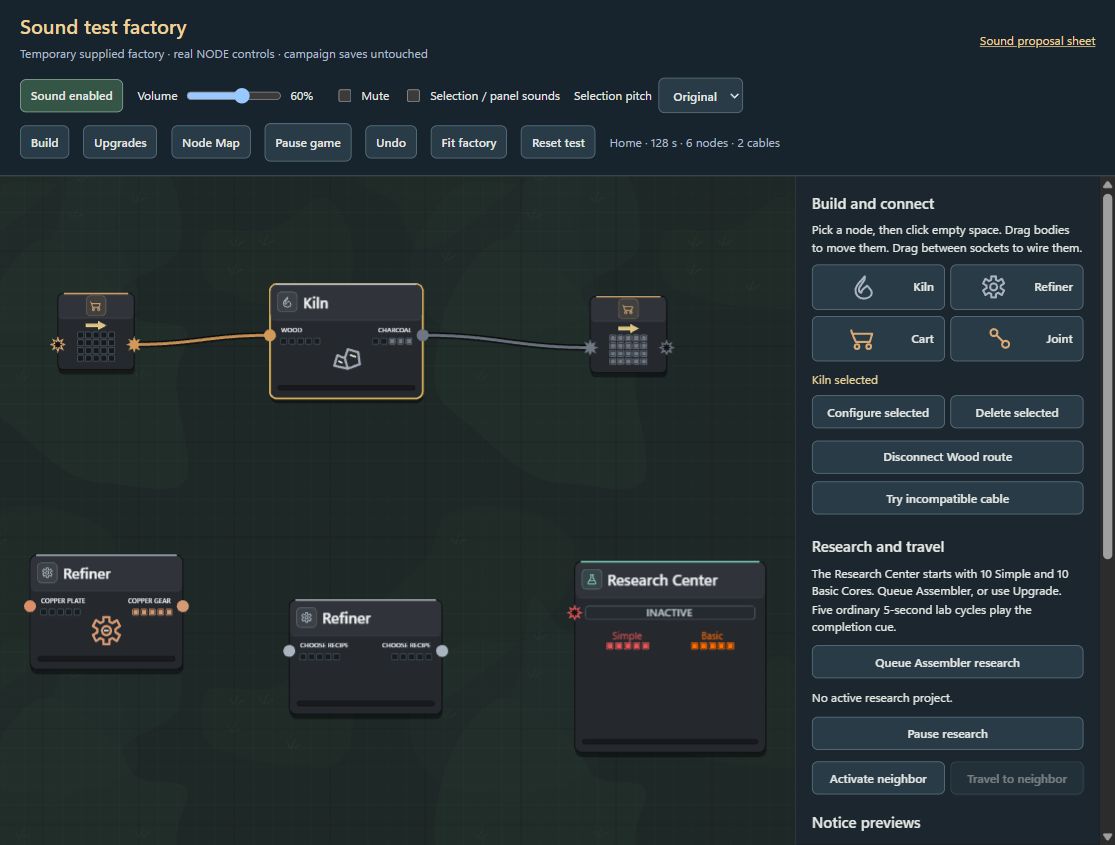 Sound test factory
Temporary supplied factory · real NODE controls · campaign saves untouched
Sound proposal sheet
Sound enabled
Volume
60%
Mute
Selection / panel sounds
Selection pitch
Original
Build
Upgrades
Node Map
Pause game
Undo
Fit factory
Reset test
Home · 128 s · 6 nodes · 2 cables
Kiln
WOOD
CHARCOAL
Refiner
COPPER PLATE
COPPER GEAR
Refiner
CHOOSE RECIPE
CHOOSE RECIPE
Research Center
INACTIVE
Simple
Basic
Build and connect
Pick a node, then click empty space. Drag bodies
to move them. Drag between sockets to wire them.
Kiln
Refiner
Cart
Joint
Kiln selected
Configure selected
Delete selected
Disconnect Wood route
Try incompatible cable
Research and travel
The Research Center starts with 10 Simple and 10
Basic Cores. Queue Assembler, or use Upgrade.
Five ordinary 5-second lab cycles play the
completion cue.
Queue Assembler research
No active research project.
Pause research
Activate neighbor
Travel to neighbor
Notice previews